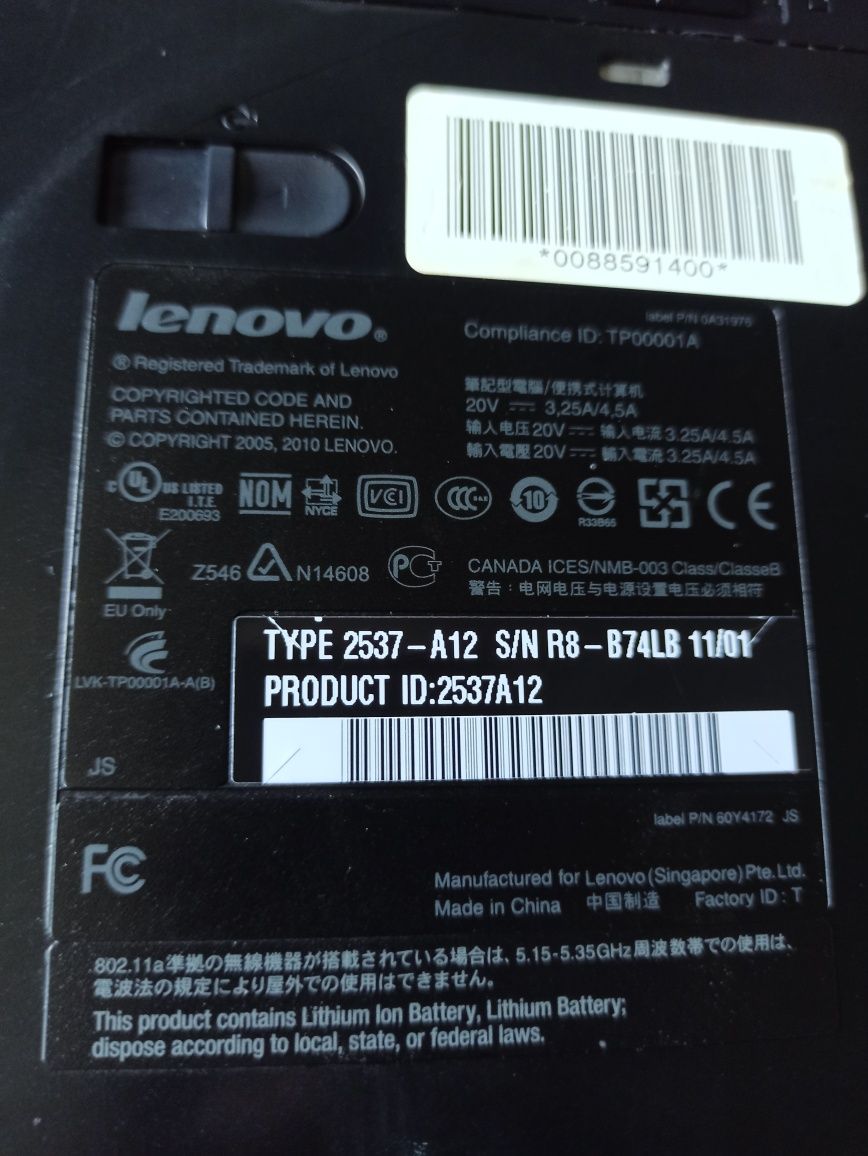 *0088591400*
lenovo®
label P/N 0A31976
Compliance ID: TP00001A
® Registered Trademark of Lenovo
COPYRIGHTED CODE AND
PARTS CONTAINED HEREIN.
© COPYRIGHT 2005, 2010 LENOVO.
筆記型電腦/便携式计算机
20V ⎓ 3.25A/4.5A
输入电压20V ⎓ 输入电流 3.25A/4.5A
輸入電壓20V ⎓ 輸入電流 3.25A/4.5A
c UL US LISTED
I.T.E.
E200693
NOM
NYCE
VCI
CCC S&E
10
R33B65
CE
EU Only
Z546
N14608
PCT
CANADA ICES/NMB-003 Class/ClasseB
警告：电网电压与电源设置电压必须相符
LVK-TP00001A-A(B)
TYPE 2537-A12 S/N R8-B74LB 11/01
PRODUCT ID:2537A12
JS
label P/N 60Y4172 JS
FC
Manufactured for Lenovo (Singapore) Pte. Ltd.
Made in China 中国制造 Factory ID: T
802.11a準拠の無線機器が搭載されている場合は、5.15-5.35GHz周波数帯での使用は、
電波法の規定により屋外での使用はできません。
This product contains Lithium Ion Battery, Lithium Battery;
dispose according to local, state, or federal laws.